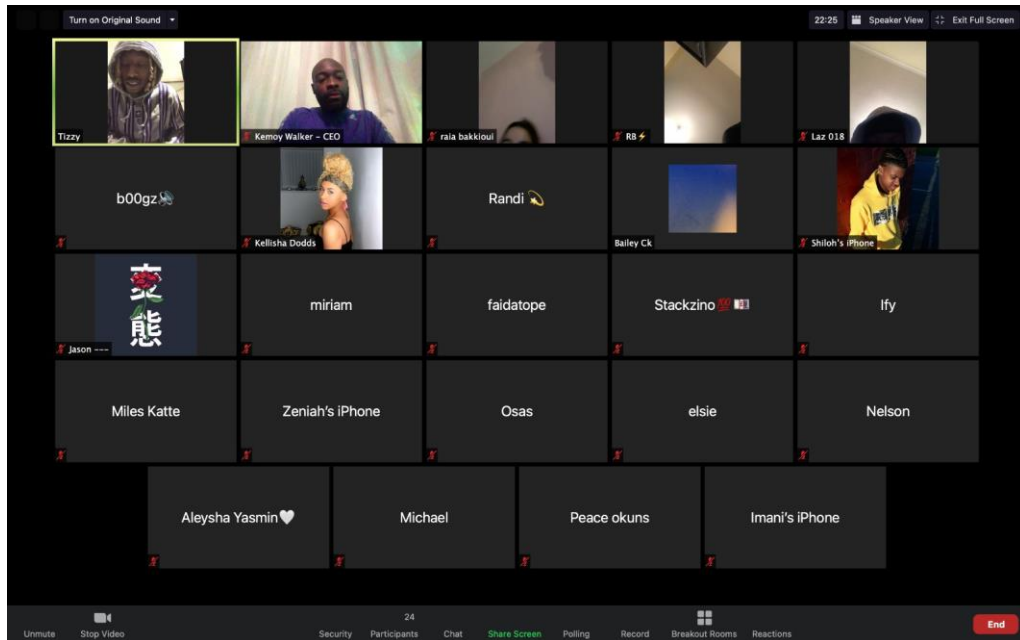 Turn on Original Sound
22:25 Speaker View Exit Full Screen
Tizzy
Kemoy Walker - CEO
raia bakkioui
RB⚡
Laz 018
b00gz🔊
Kellisha Dodds
Randi 💫
Bailey Ck
Shiloh's iPhone
変
態
Jason ---
miriam
faidatope
Stackzino💯💷
Ify
Miles Katte
Zeniah's iPhone
Osas
elsie
Nelson
Aleysha Yasmin🤍
Michael
Peace okuns
Imani's iPhone
24
Unmute Stop Video Security Participants Chat Share Screen Polling Record Breakout Rooms Reactions End